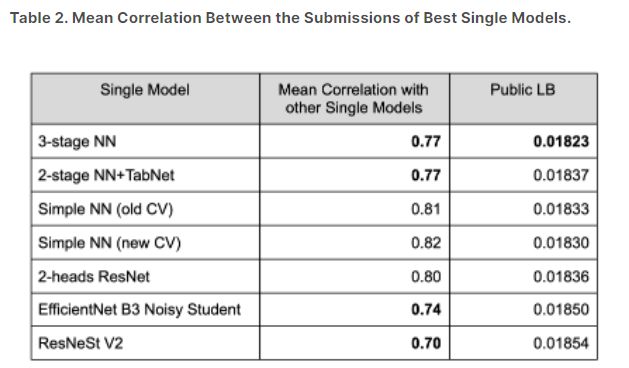 Table 2. Mean Correlation Between the Submissions of Best Single Models.
Single Model Mean Correlation with other Single Models Public LB
3-stage NN 0.77 0.01823
2-stage NN+TabNet 0.77 0.01837
Simple NN (old CV) 0.81 0.01833
Simple NN (new CV) 0.82 0.01830
2-heads ResNet 0.80 0.01836
EfficientNet B3 Noisy Student 0.74 0.01850
ResNeSt V2 0.70 0.01854